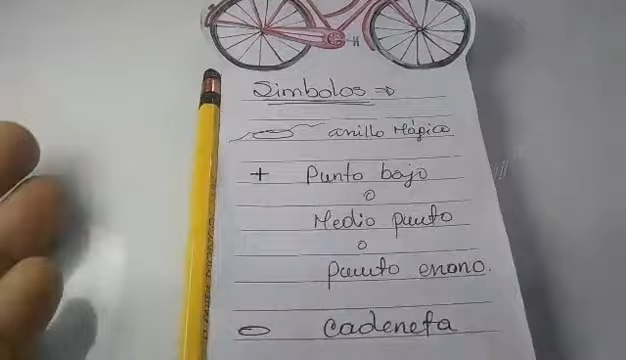 Simbolos ⇒
anillo Mágico
+ Punto bajo
o
Medio punto
o
punto enano.
cadeneta